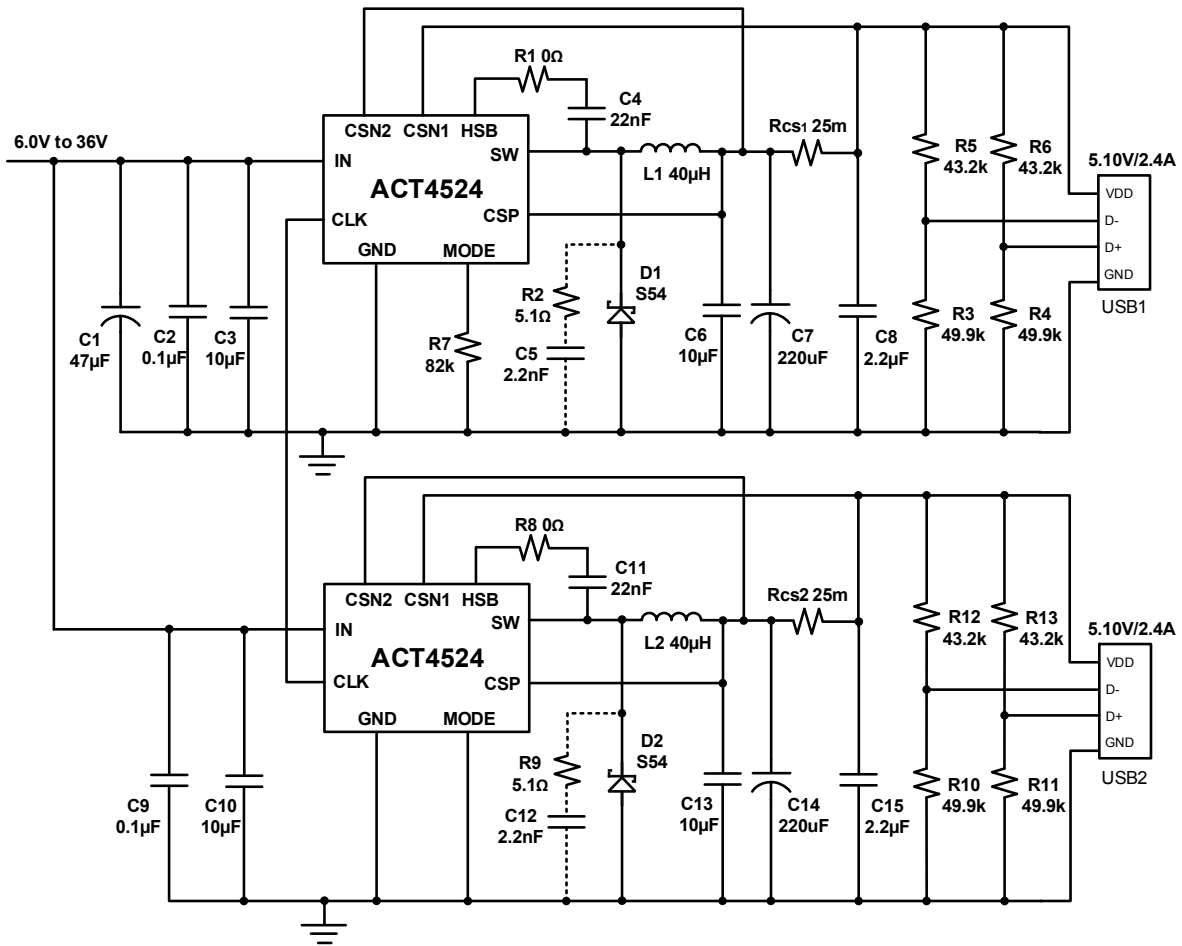 R1 0Ω
C4
22nF
6.0V to 36V
CSN2 CSN1 HSB
IN
SW
ACT4524
CLK
CSP
GND MODE
L1 40µH
Rcs1 25m
R5
43.2k
R6
43.2k
5.10V/2.4A
VDD
D-
D+
GND
USB1
C1
47µF
C2
0.1µF
C3
10µF
R7
82k
R2
5.1Ω
C5
2.2nF
D1
S54
C6
10µF
C7
220uF
C8
2.2µF
R3
49.9k
R4
49.9k
R8 0Ω
C11
22nF
CSN2 CSN1 HSB
IN
SW
ACT4524
CLK
CSP
GND MODE
L2 40µH
Rcs2 25m
R12
43.2k
R13
43.2k
5.10V/2.4A
VDD
D-
D+
GND
USB2
C9
0.1µF
C10
10µF
R9
5.1Ω
C12
2.2nF
D2
S54
C13
10µF
C14
220uF
C15
2.2µF
R10
49.9k
R11
49.9k